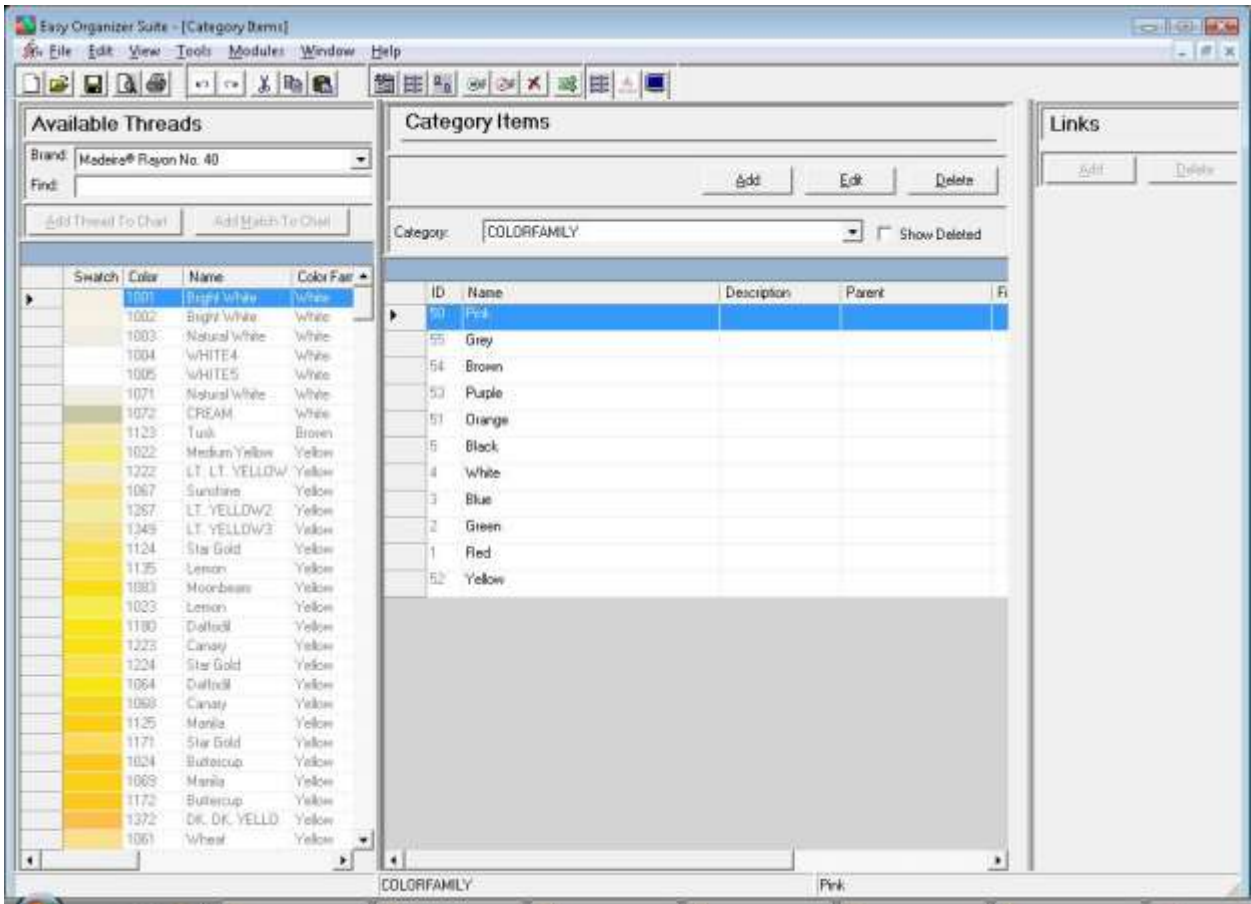 Easy Organizer Suite - [Category Items]
File Edit View Tools Modules Window Help
Available Threads
Brand: Madeira® Rayon No. 40
Find:
Add Thread To Chart Add Match To Chart
Swatch Color Name Color Fam
1001 Bright White White
1002 Bright White White
1003 Natural White White
1004 WHITE4 White
1005 WHITE5 White
1071 Natural White White
1072 CREAM White
1123 Tusk Brown
1022 Medium Yellow Yellow
1222 LT. LT. YELLOW Yellow
1067 Sunshine Yellow
1267 LT. YELLOW2 Yellow
1349 LT. YELLOW3 Yellow
1124 Star Gold Yellow
1135 Lemon Yellow
1083 Moonbeam Yellow
1023 Lemon Yellow
1180 Daffodil Yellow
1223 Canary Yellow
1224 Star Gold Yellow
1064 Daffodil Yellow
1068 Canary Yellow
1125 Manila Yellow
1171 Star Gold Yellow
1024 Buttercup Yellow
1069 Manila Yellow
1172 Buttercup Yellow
1372 DK. DK. YELLO Yellow
1061 Wheat Yellow
Category Items
Add Edit Delete
Category: COLORFAMILY Show Deleted
ID Name Description Parent Fi
50 Pink
55 Grey
54 Brown
53 Purple
51 Orange
5 Black
4 White
3 Blue
2 Green
1 Red
52 Yellow
Links
Add Delete
COLORFAMILY Pink